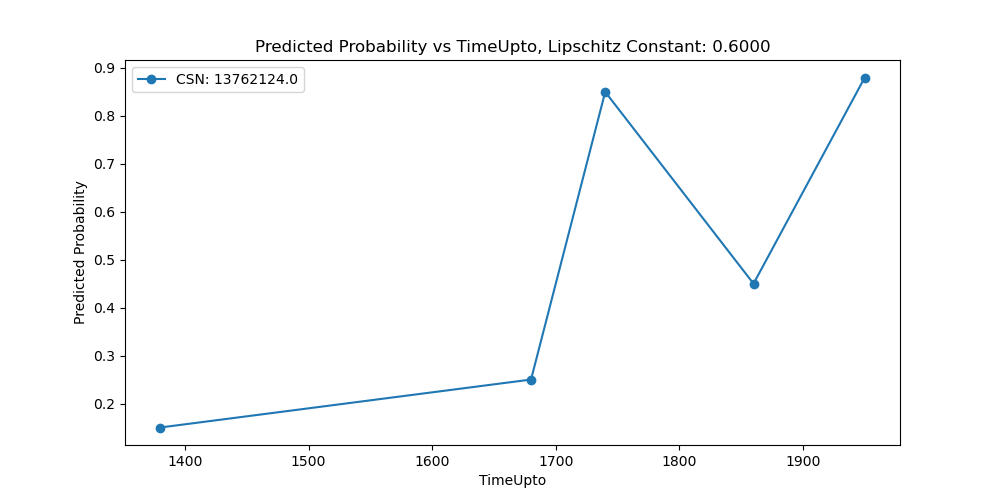 Predicted Probability vs TimeUpto, Lipschitz Constant: 0.6000
CSN: 13762124.0
Predicted Probability
0.9
0.8
0.7
0.6
0.5
0.4
0.3
0.2
1400 1500 1600 1700 1800 1900
TimeUpto